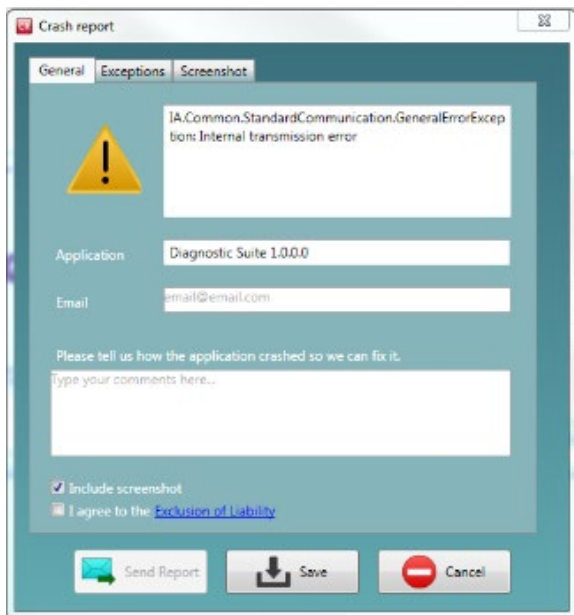 Crash report
General Exceptions Screenshot
IA.Common.StandardCommunication.GeneralErrorExcep
tion: Internal transmission error
Application Diagnostic Suite 1.0.0.0
Email email@email.com
Please tell us how the application crashed so we can fix it.
Type your comments here...
Include screenshot
I agree to the Exclusion of Liability
Send Report Save Cancel